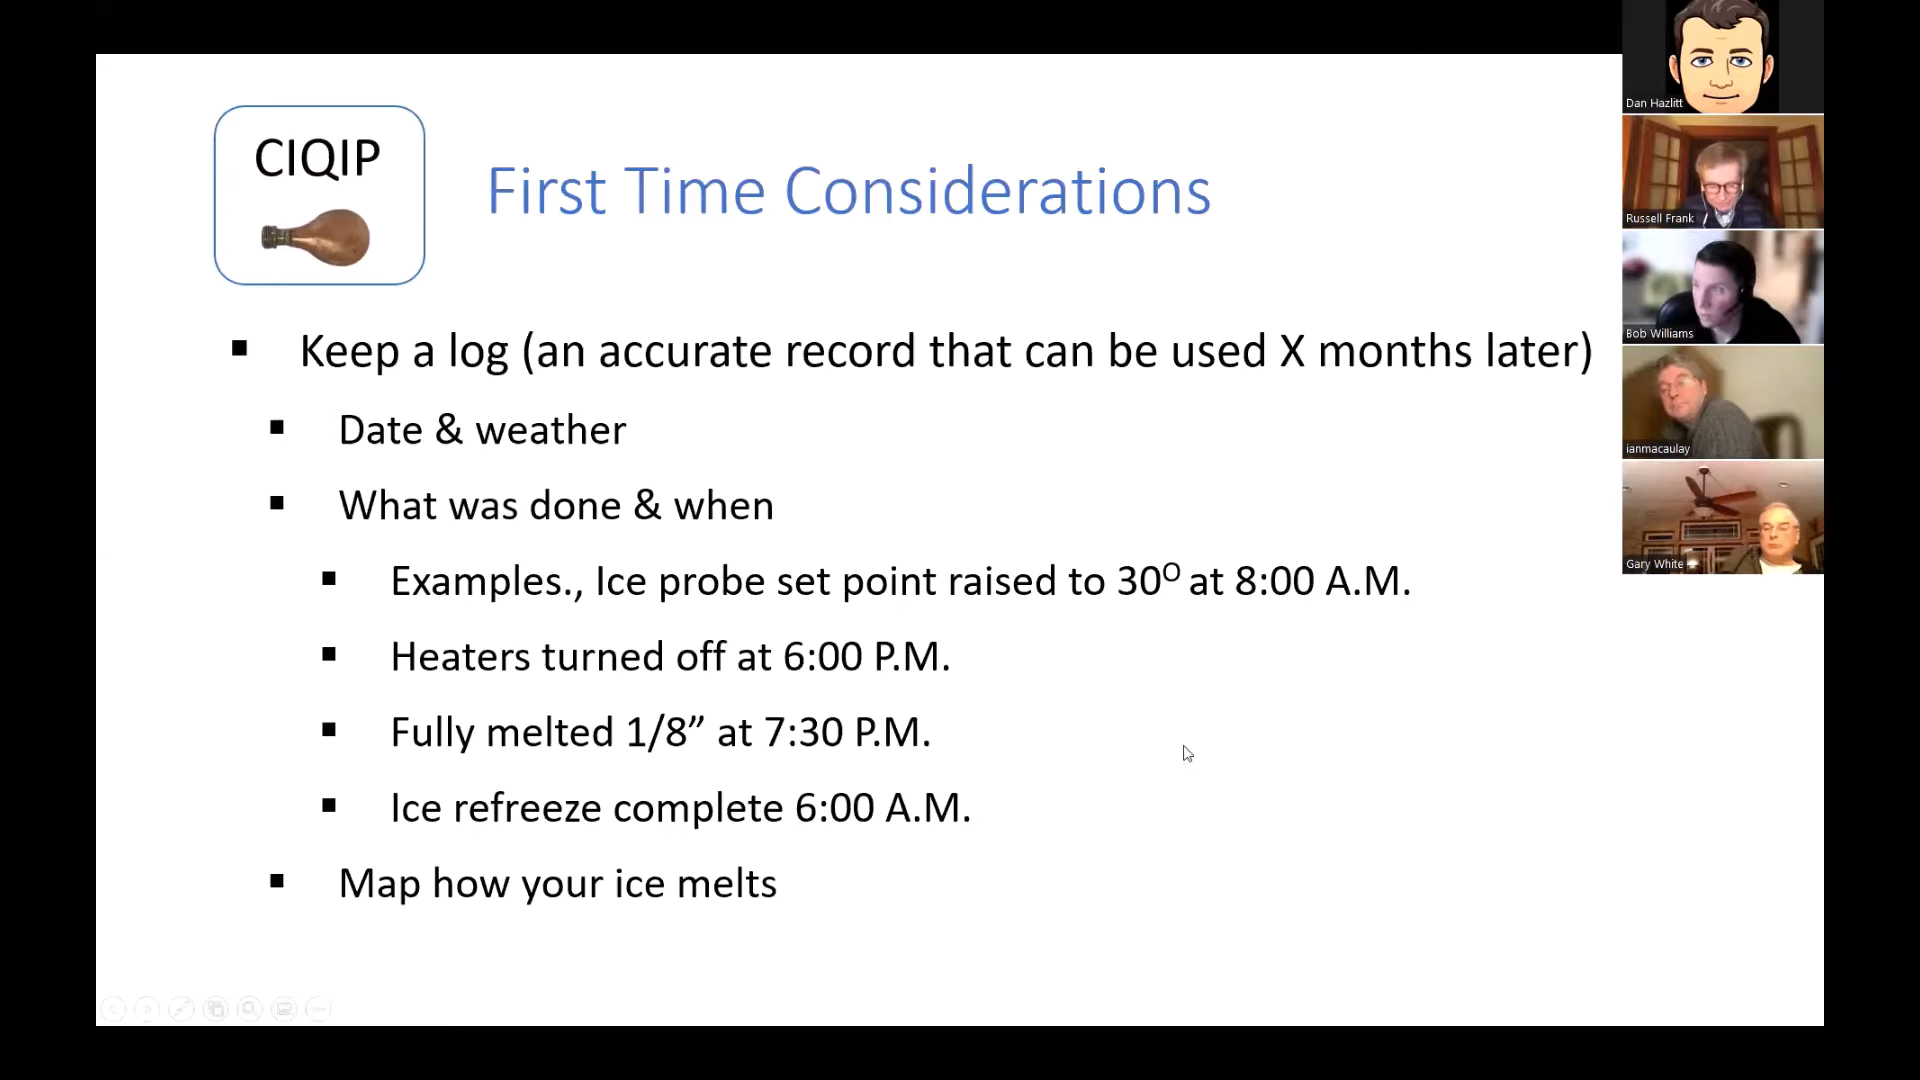 CIQIP
First Time Considerations
Keep a log (an accurate record that can be used X months later)
Date & weather
What was done & when
Examples., Ice probe set point raised to 30⁰ at 8:00 A.M.
Heaters turned off at 6:00 P.M.
Fully melted 1/8” at 7:30 P.M.
Ice refreeze complete 6:00 A.M.
Map how your ice melts
Dan Hazlitt
Russell Frank
Bob Williams
ianmacaulay
Gary White